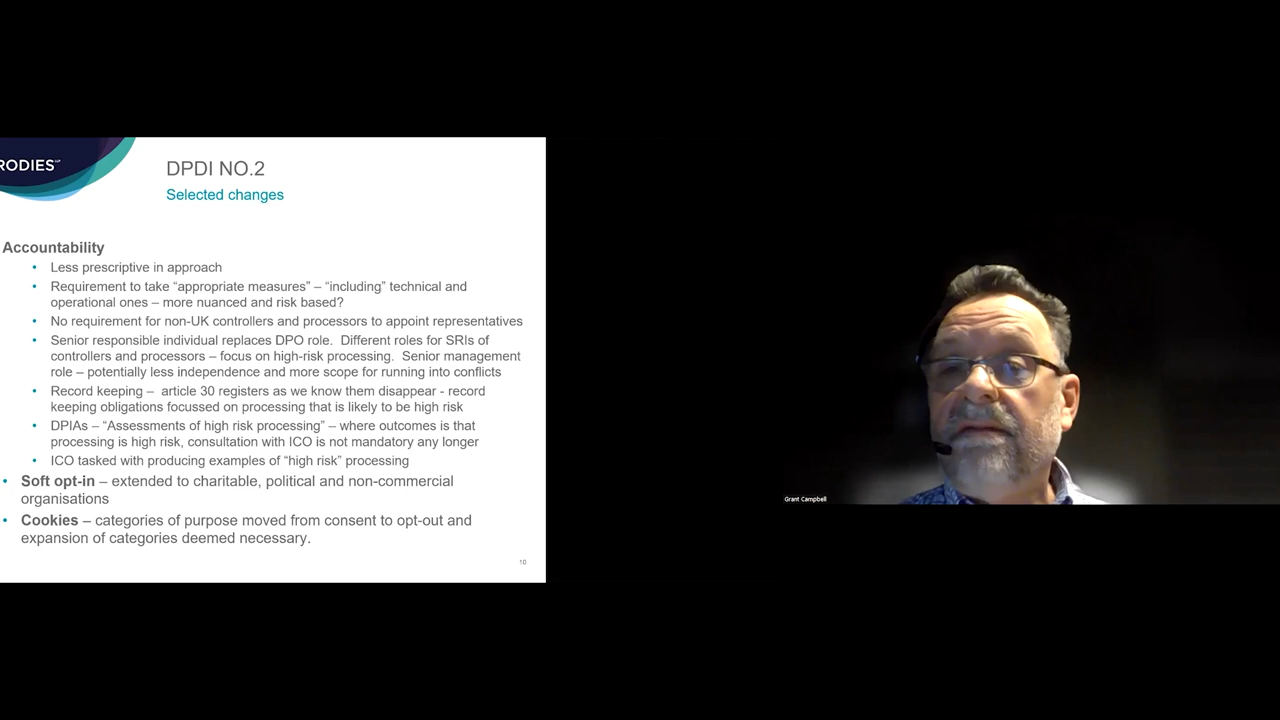 RODIES LLP
DPDI NO.2
Selected changes
Accountability
• Less prescriptive in approach
• Requirement to take “appropriate measures” – “including” technical and
operational ones – more nuanced and risk based?
• No requirement for non-UK controllers and processors to appoint representatives
• Senior responsible individual replaces DPO role. Different roles for SRIs of
controllers and processors – focus on high-risk processing. Senior management
role – potentially less independence and more scope for running into conflicts
• Record keeping – article 30 registers as we know them disappear - record
keeping obligations focussed on processing that is likely to be high risk
• DPIAs – “Assessments of high risk processing” – where outcomes is that
processing is high risk, consultation with ICO is not mandatory any longer
• ICO tasked with producing examples of “high risk” processing
• Soft opt-in – extended to charitable, political and non-commercial
organisations
• Cookies – categories of purpose moved from consent to opt-out and
expansion of categories deemed necessary.
10
Grant Campbell